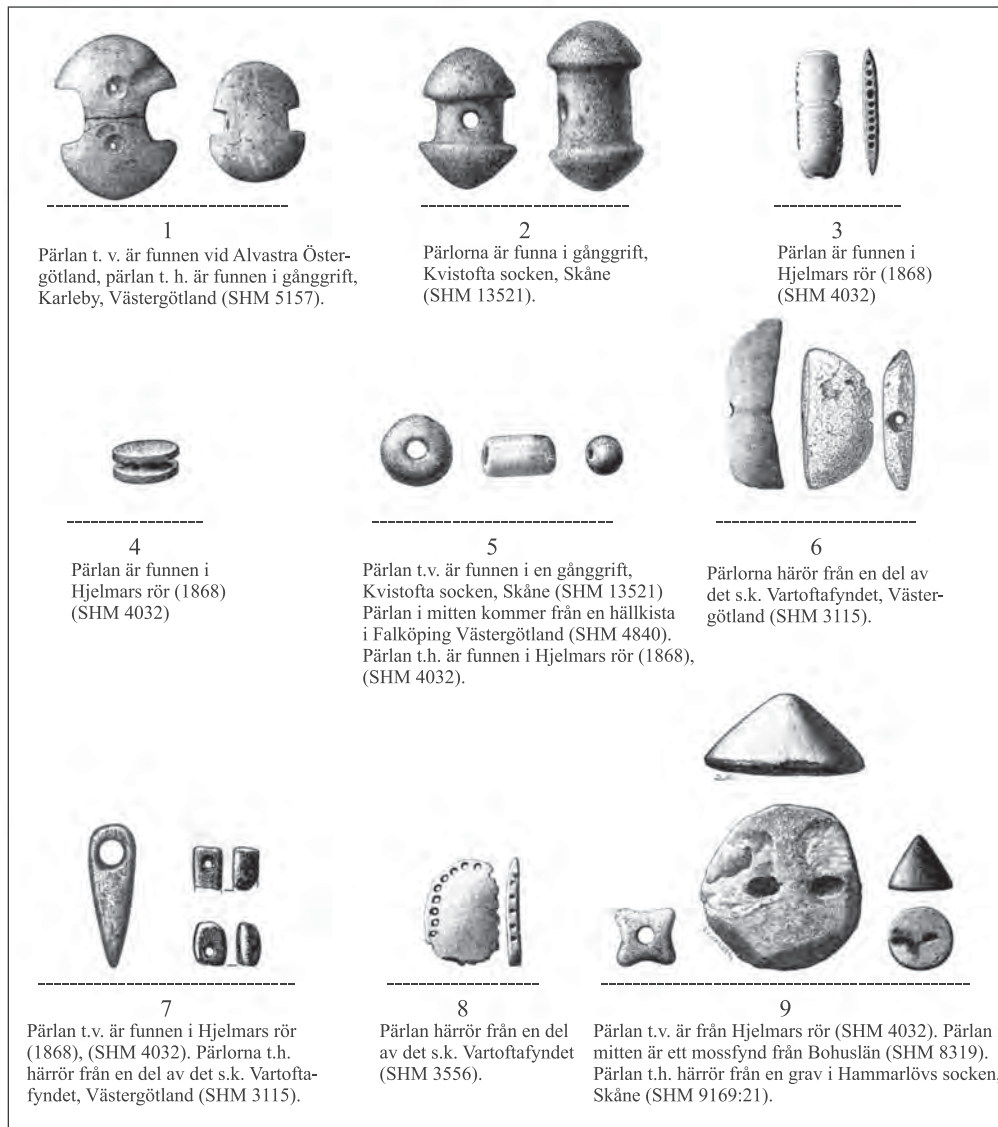 1
Pärlan t. v. är funnen vid Alvastra Öster-
götland, pärlan t. h. är funnen i gånggrift,
Karleby, Västergötland (SHM 5157).
2
Pärlorna är funna i gånggrift,
Kvistofta socken, Skåne
(SHM 13521).
3
Pärlan är funnen i
Hjelmars rör (1868)
(SHM 4032)
4
Pärlan är funnen i
Hjelmars rör (1868)
(SHM 4032)
5
Pärlan t.v. är funnen i en gånggrift,
Kvistofta socken, Skåne (SHM 13521)
Pärlan i mitten kommer från en hällkista
i Falköping Västergötland (SHM 4840).
Pärlan t.h. är funnen i Hjelmars rör (1868),
(SHM 4032).
6
Pärlorna härör från en del av
det s.k. Vartoftafyndet, Väster-
götland (SHM 3115).
7
Pärlan t.v. är funnen i Hjelmars rör
(1868), (SHM 4032). Pärlorna t.h.
härrör från en del av det s.k. Vartofta-
fyndet, Västergötland (SHM 3115).
8
Pärlan härrör från en del
av det s.k. Vartoftafyndet
(SHM 3556).
9
Pärlan t.v. är från Hjelmars rör (SHM 4032). Pärlan i
mitten är ett mossfynd från Bohuslän (SHM 8319).
Pärlan t.h. härrör från en grav i Hammarlövs socken,
Skåne (SHM 9169:21).